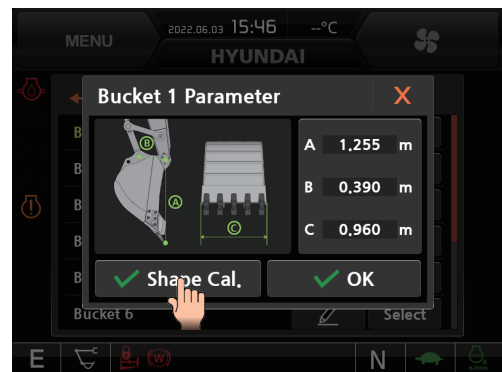 2022.06.03 15:46 --°C
MENU
HYUNDAI
Bucket 1 Parameter X
B
A
C
A 1.255 m
B 0.390 m
C 0.960 m
B
B
B
B
B
Shape Cal. OK
Bucket 6 Select
E (W) N n/min